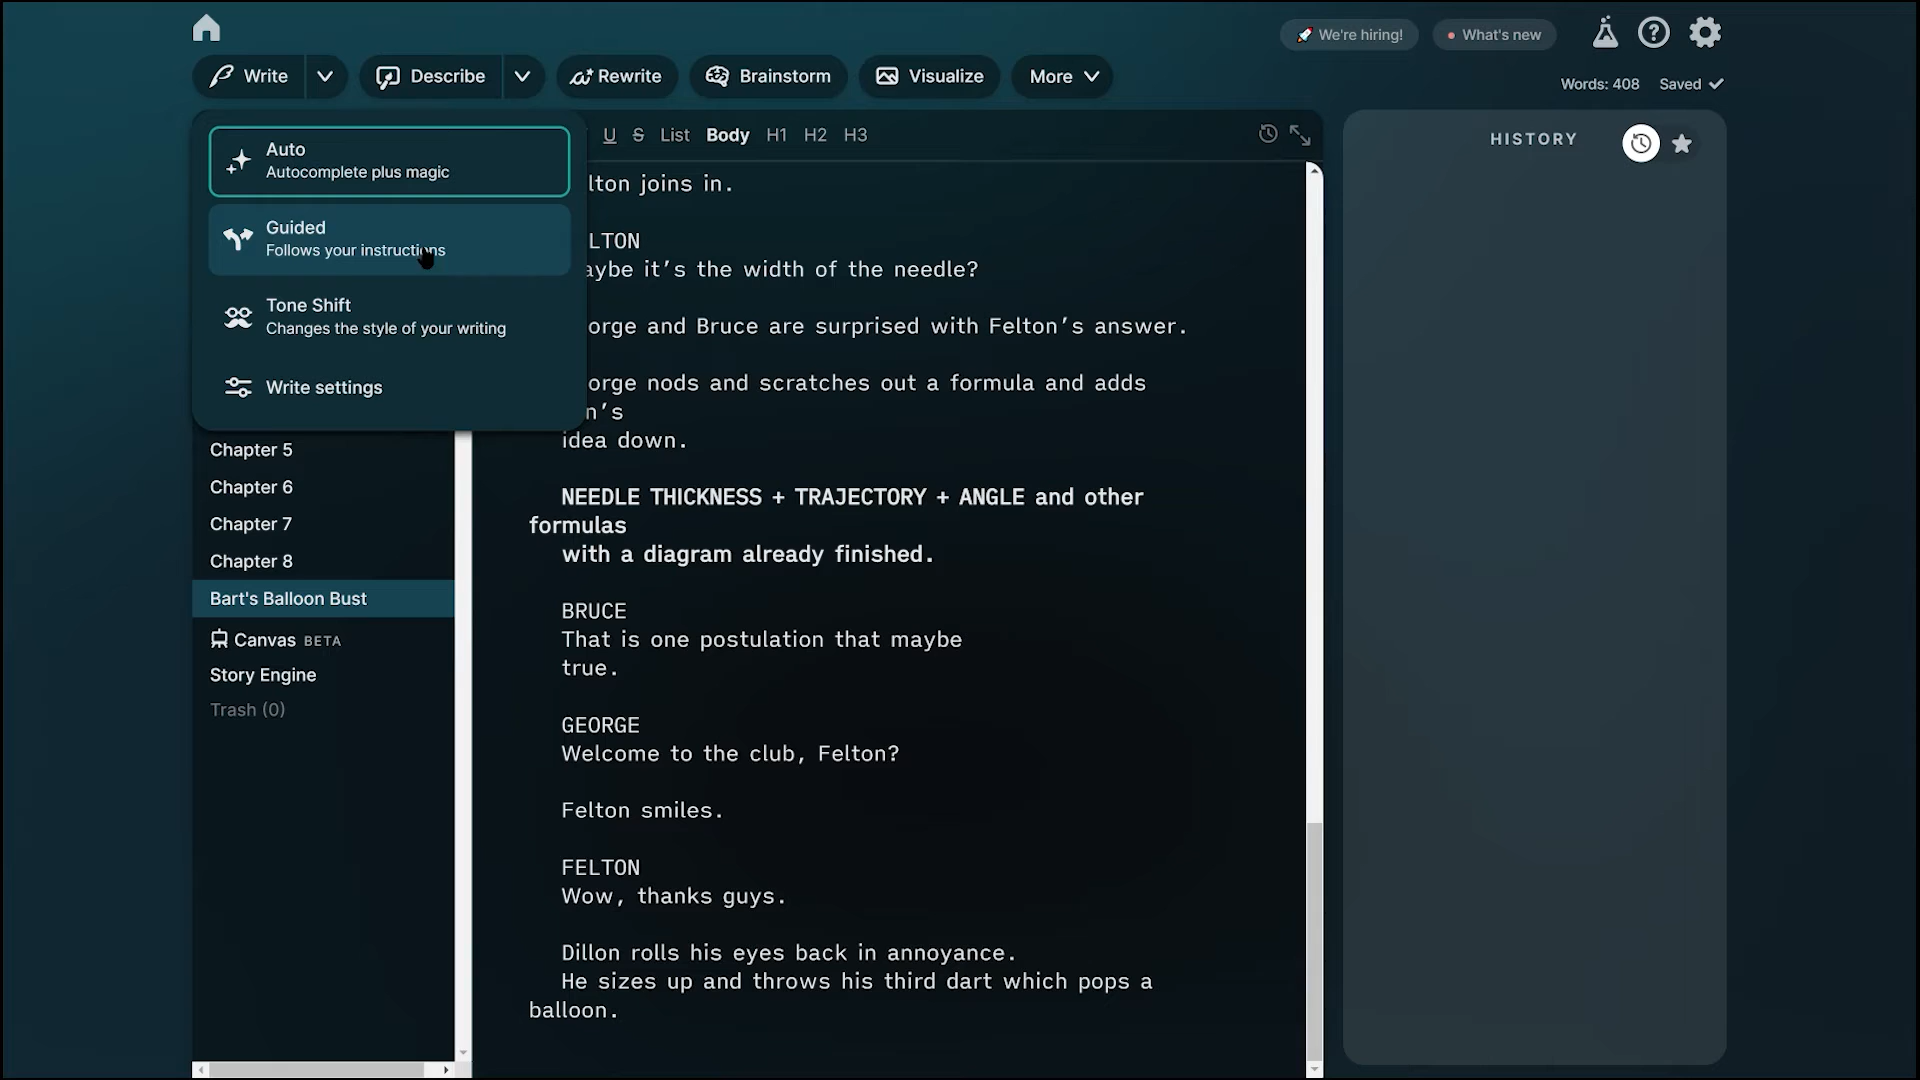 🚀 We're hiring!
What's new
Write
Describe
Rewrite
Brainstorm
Visualize
More
Words: 408 Saved
Auto
Autocomplete plus magic
Guided
Follows your instructions
Tone Shift
Changes the style of your writing
Write settings
Chapter 5
Chapter 6
Chapter 7
Chapter 8
Bart's Balloon Bust
Canvas BETA
Story Engine
Trash (0)
U S List Body H1 H2 H3
lton joins in.
LTON
aybe it's the width of the needle?
orge and Bruce are surprised with Felton's answer.
orge nods and scratches out a formula and adds
n's
idea down.
NEEDLE THICKNESS + TRAJECTORY + ANGLE and other
formulas
with a diagram already finished.
BRUCE
That is one postulation that maybe
true.
GEORGE
Welcome to the club, Felton?
Felton smiles.
FELTON
Wow, thanks guys.
Dillon rolls his eyes back in annoyance.
He sizes up and throws his third dart which pops a
balloon.
HISTORY